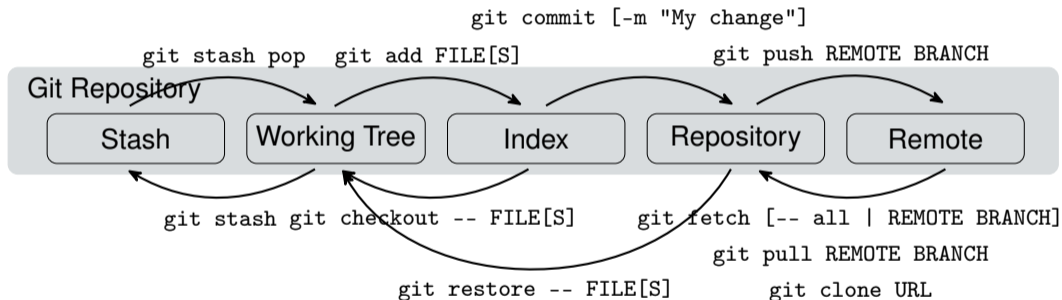 git commit [-m "My change"]
git stash pop
git add FILE[S]
git push REMOTE BRANCH
Git Repository
Stash
Working Tree
Index
Repository
Remote
git stash
git checkout -- FILE[S]
git fetch [-- all | REMOTE BRANCH]
git pull REMOTE BRANCH
git restore -- FILE[S]
git clone URL